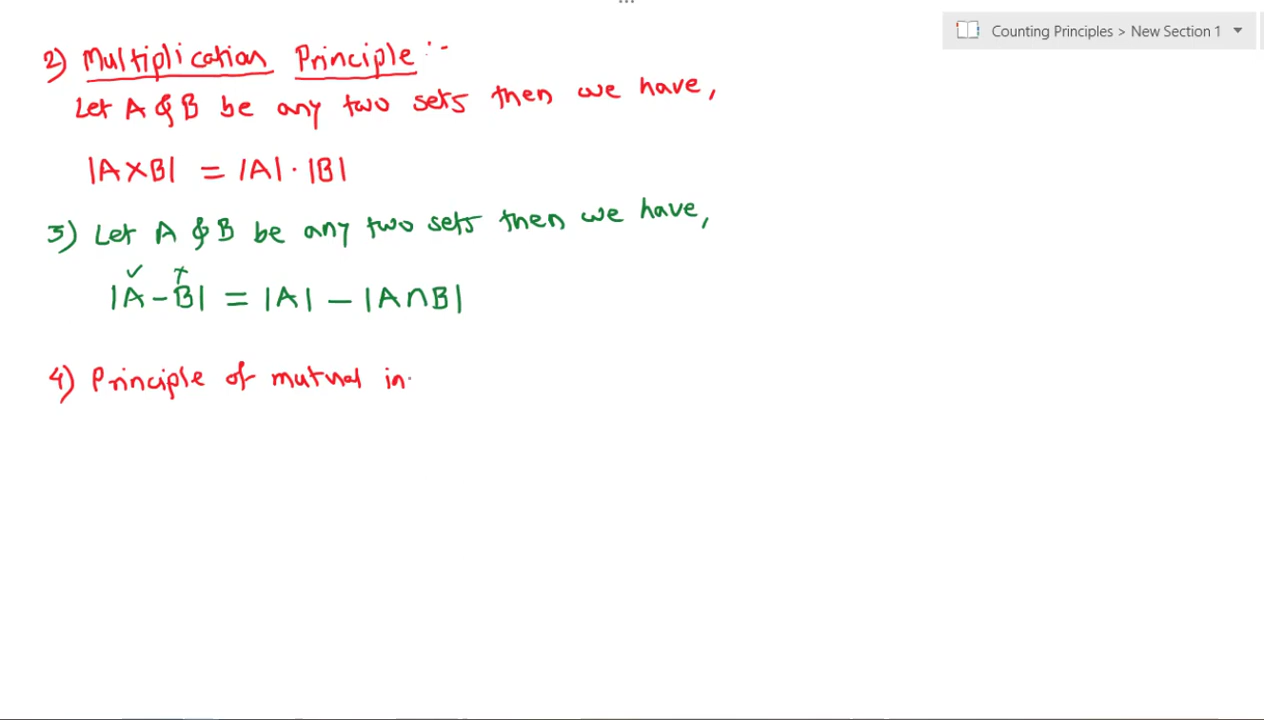 Counting Principles > New Section 1
2) Multiplication Principle :-
Let A & B be any two sets then we have,
|A×B| = |A|·|B|
3) Let A & B be any two sets then we have,
|A-B| = |A| - |A∩B|
4) Principle of mutual in